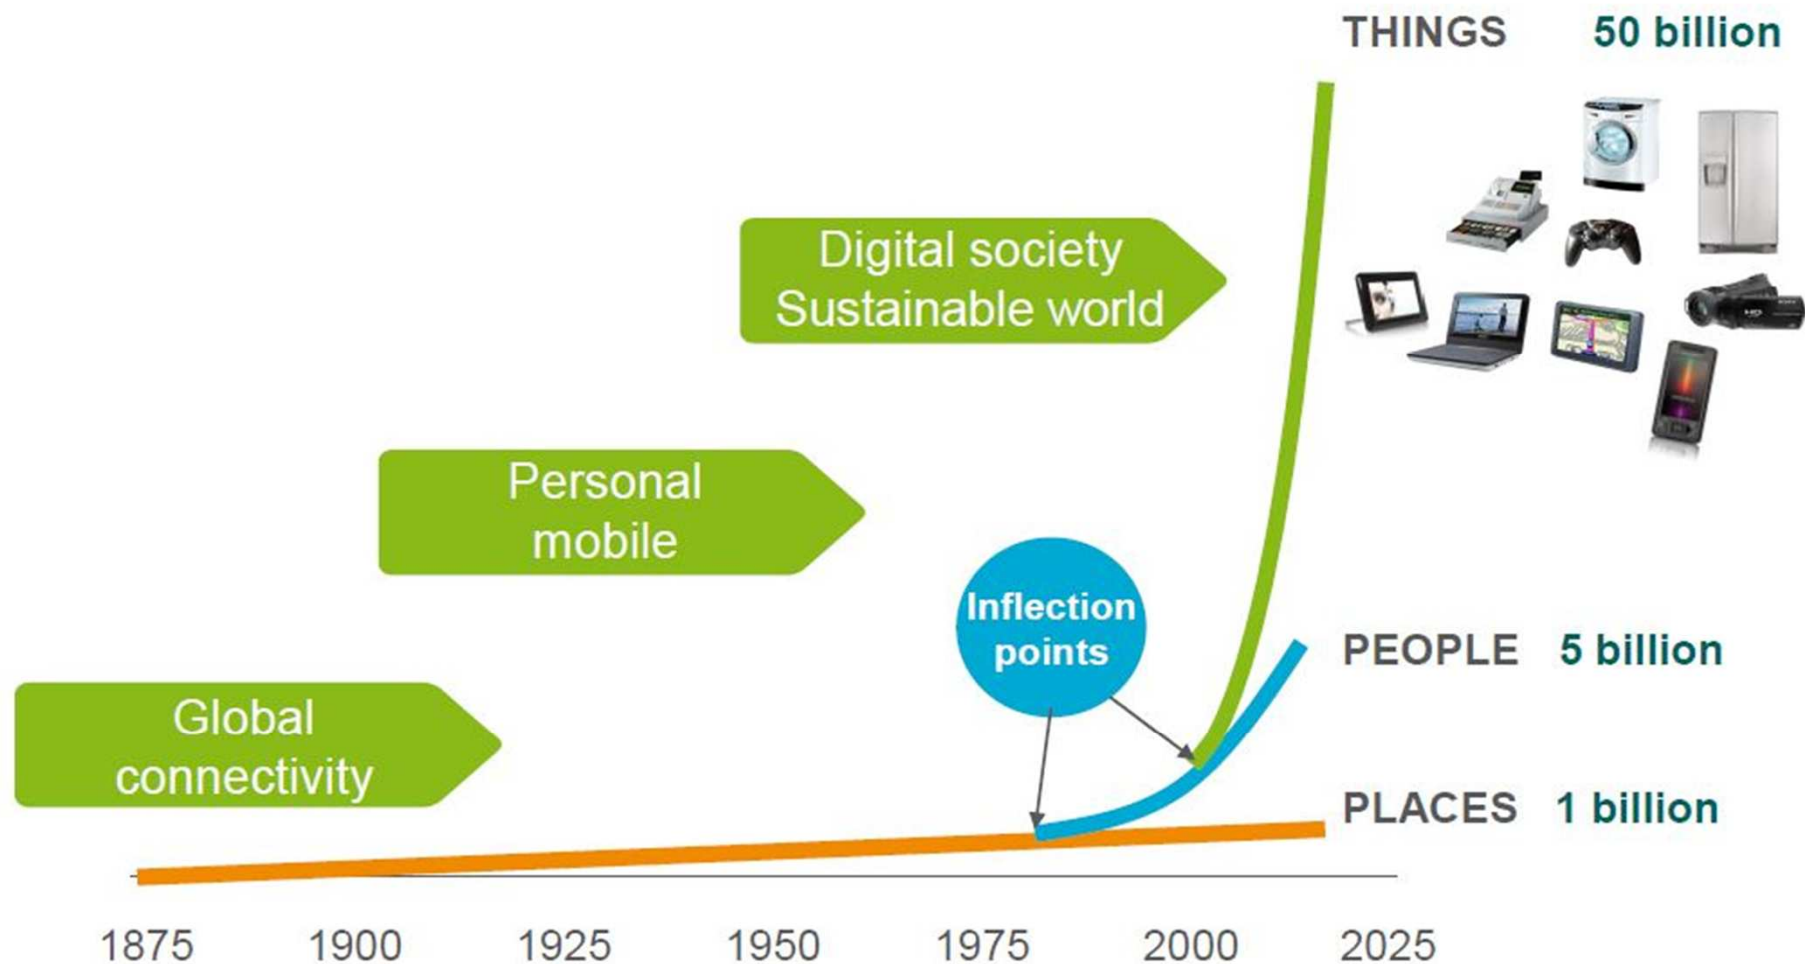 THINGS 50 billion
Digital society
Sustainable world
Personal
mobile
Inflection
points
PEOPLE 5 billion
Global
connectivity
PLACES 1 billion
1875 1900 1925 1950 1975 2000 2025